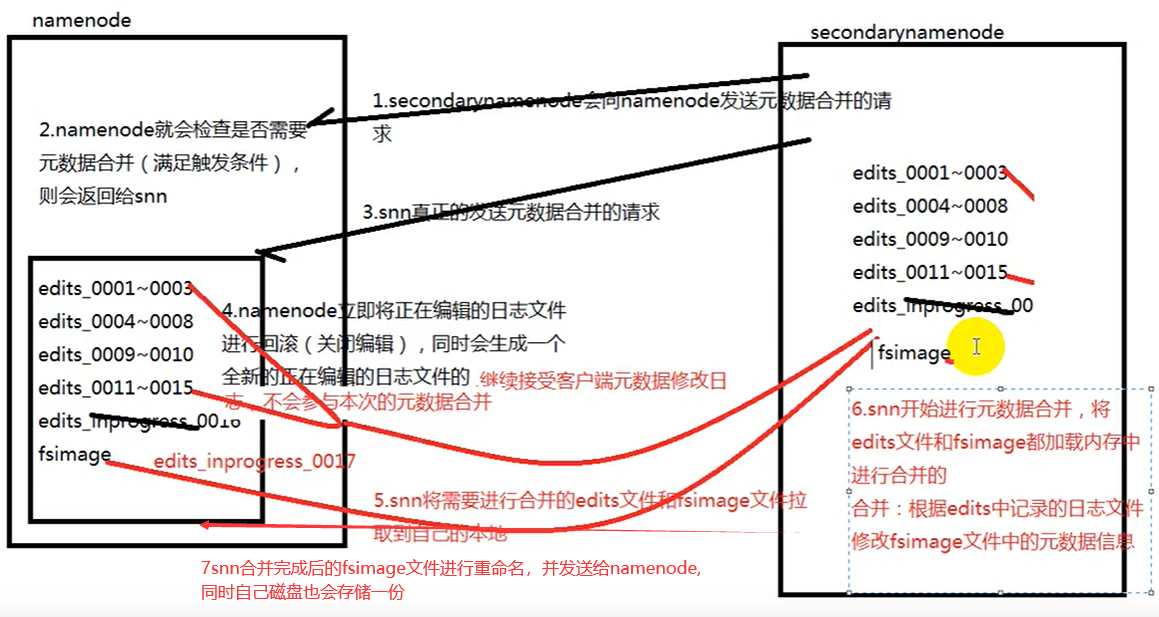 namenode
secondarynamenode
1.secondarynamenode会向namenode发送元数据合并的请
求
2.namenode就会检查是否需要
元数据合并（满足触发条件），
则会返回给snn
3.snn真正的发送元数据合并的请求
edits_0001~0003
edits_0004~0008
edits_0009~0010
edits_0011~0015
edits_inprogress_0016
fsimage
edits_inprogress_0017
4.namenode立即将正在编辑的日志文件
进行回滚（关闭编辑），同时会生成一个
全新的正在编辑的日志文件的 .继续接受客户端元数据修改日
志，不会参与本次的元数据合并
5.snn将需要进行合并的edits文件和fsimage文件拉
取到自己的本地
edits_0001~0003
edits_0004~0008
edits_0009~0010
edits_0011~0015
edits_inprogress_00
fsimage
6.snn开始进行元数据合并，将
edits文件和fsimage都加载内存中
进行合并的
合并：根据edits中记录的日志文件
修改fsimage文件中的元数据信息
7snn合并完成后的fsimage文件进行重命名，并发送给namenode,
同时自己磁盘也会存储一份